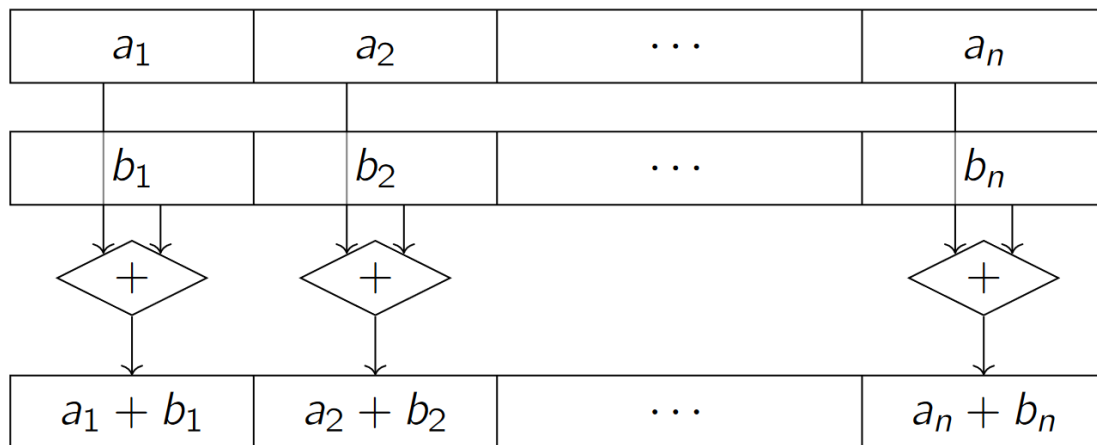 a₁ a₂ ⋯ aₙ
b₁ b₂ ⋯ bₙ
+ + +
a₁ + b₁ a₂ + b₂ ⋯ aₙ + bₙ